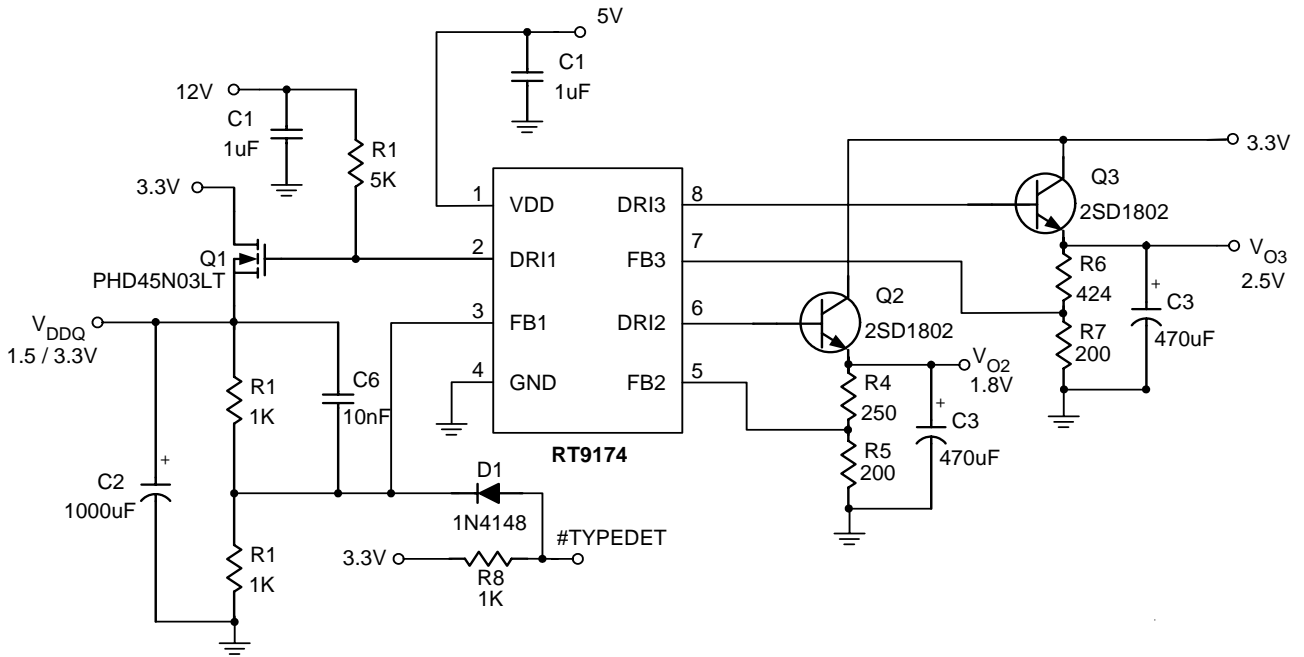 5V
C1
1uF
12V
C1
1uF
R1
5K
3.3V
3.3V
Q1
PHD45N03LT
1
VDD
2
DRI1
3
FB1
4
GND
8
DRI3
7
FB3
6
DRI2
5
FB2
RT9174
Q3
2SD1802
VO3
2.5V
R6
424
R7
200
+
C3
470uF
Q2
2SD1802
VO2
1.8V
R4
250
R5
200
+
C3
470uF
VDDQ
1.5 / 3.3V
R1
1K
C6
10nF
+
C2
1000uF
R1
1K
D1
1N4148
#TYPEDET
3.3V
R8
1K